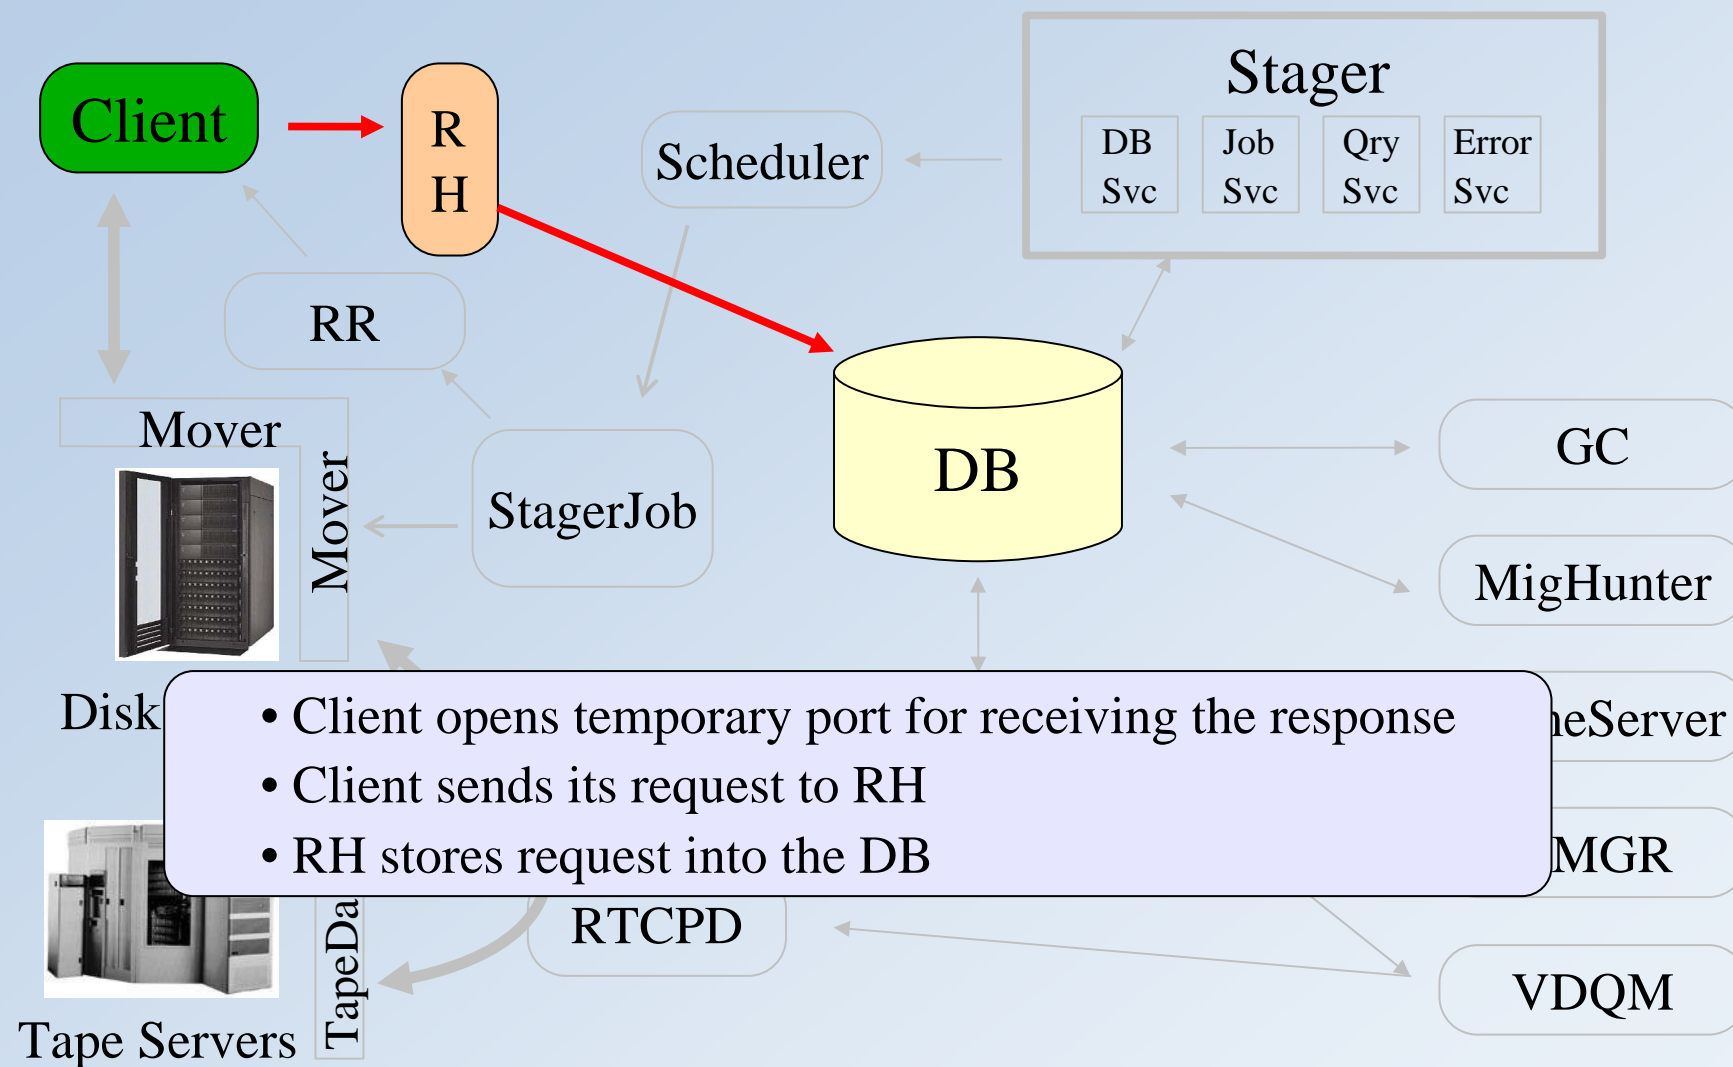 Client
R
H
Scheduler
Stager
DB
Svc
Job
Svc
Qry
Svc
Error
Svc
RR
Mover
Mover
StagerJob
DB
GC
MigHunter
Disk
• Client opens temporary port for receiving the response
• Client sends its request to RH
• RH stores request into the DB
eServer
MGR
RTCPD
TapeDa
VDQM
Tape Servers